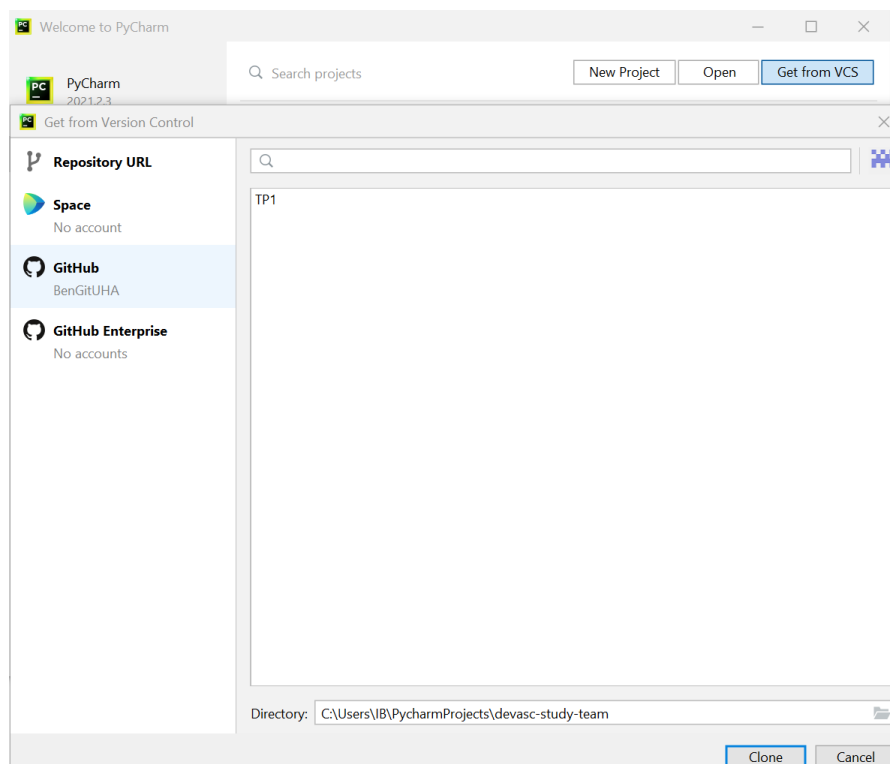 Welcome to PyCharm
PC
PyCharm
2021.2.3
Search projects
New Project
Open
Get from VCS
Get from Version Control
Repository URL
Space
No account
GitHub
BenGitUHA
GitHub Enterprise
No accounts
TP1
Directory: C:\Users\IB\PycharmProjects\devasc-study-team
Clone
Cancel